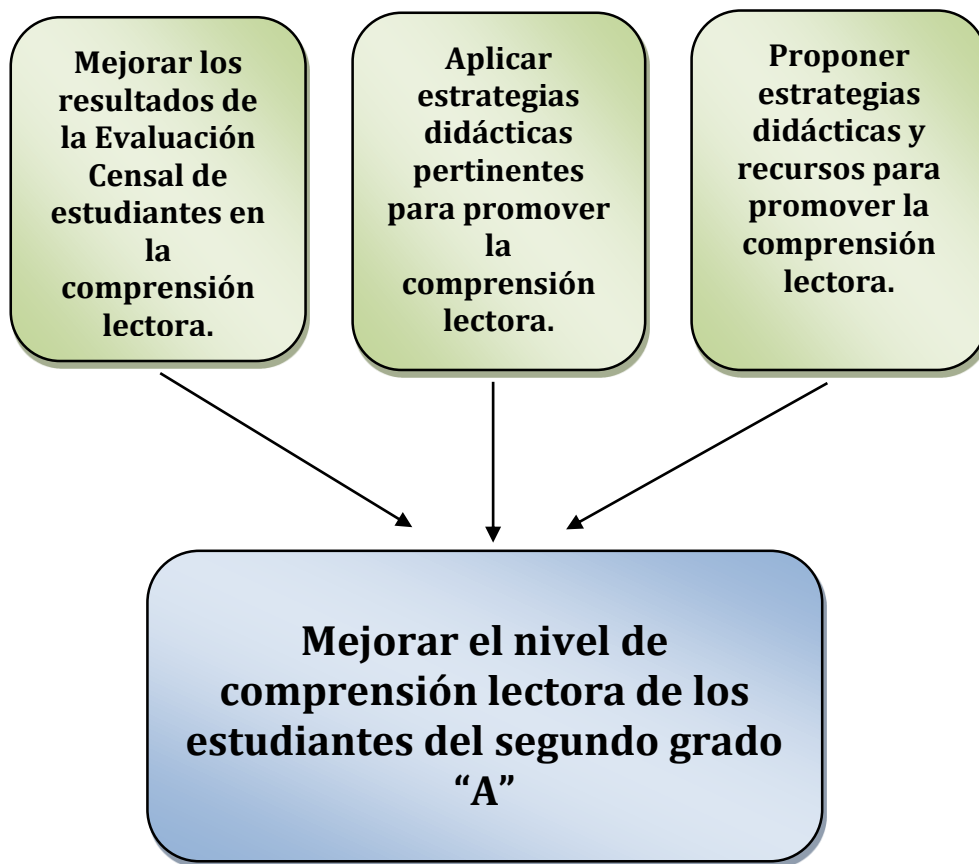 Mejorar los
resultados de
la Evaluación
Censal de
estudiantes en
la
comprensión
lectora.
Aplicar
estrategias
didácticas
pertinentes
para promover
la
comprensión
lectora.
Proponer
estrategias
didácticas y
recursos para
promover la
comprensión
lectora.
Mejorar el nivel de
comprensión lectora de los
estudiantes del segundo grado
“A”